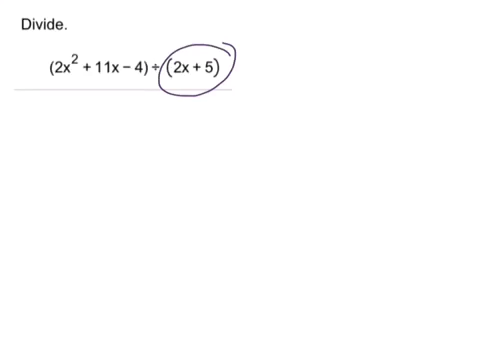 Divide.
(2x² + 11x − 4) ÷ (2x + 5)